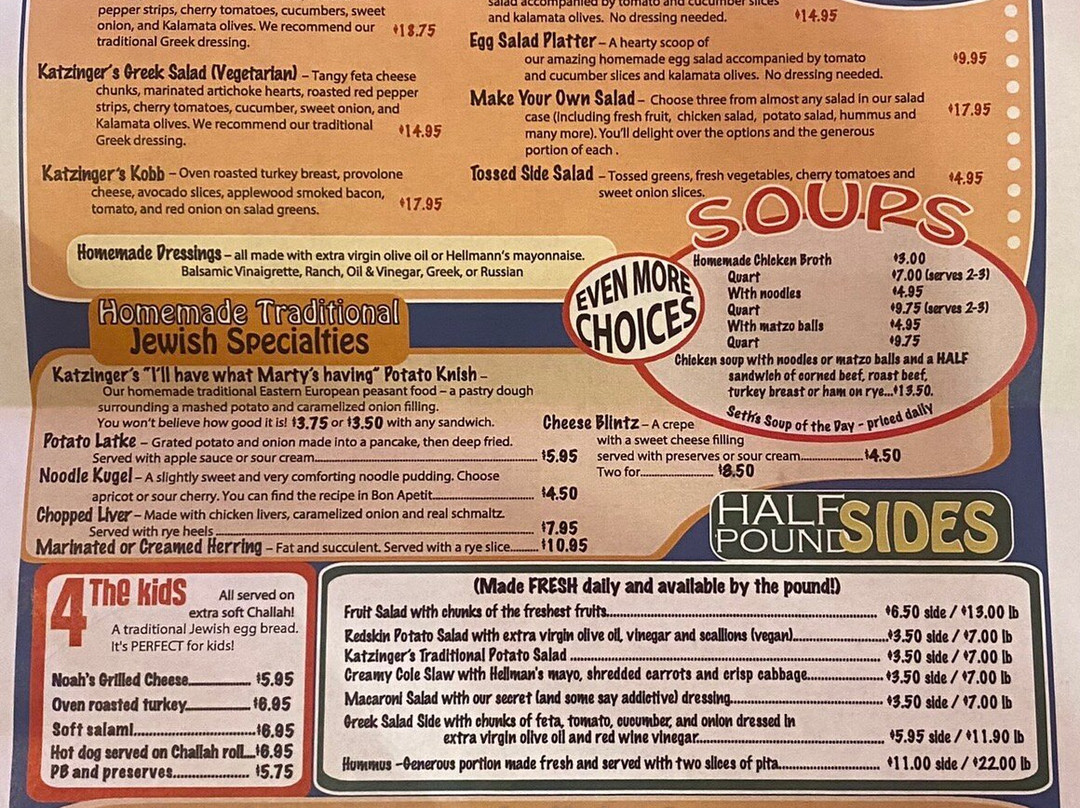 pepper strips, cherry tomatoes, cucumbers, sweet
onion, and Kalamata olives. We recommend our
traditional Greek dressing. $18.75
Katzinger's Greek Salad (Vegetarian) – Tangy feta cheese
chunks, marinated artichoke hearts, roasted red pepper
strips, cherry tomatoes, cucumber, sweet onion, and
Kalamata olives. We recommend our traditional $14.95
Greek dressing.
Katzinger's Kobb – Oven roasted turkey breast, provolone
cheese, avocado slices, applewood smoked bacon,
tomato, and red onion on salad greens. $17.95
salad accompanied by tomato and cucumber slices
and kalamata olives. No dressing needed. $14.95
Egg Salad Platter – A hearty scoop of
our amazing homemade egg salad accompanied by tomato $9.95
and cucumber slices and kalamata olives. No dressing needed.
Make Your Own Salad – Choose three from almost any salad in our salad
case (including fresh fruit, chicken salad, potato salad, hummus and $17.95
many more). You'll delight over the options and the generous
portion of each .
Tossed Side Salad – Tossed greens, fresh vegetables, cherry tomatoes and $4.95
sweet onion slices.
Homemade Dressings – all made with extra virgin olive oil or Hellmann's mayonnaise.
Balsamic Vinaigrette, Ranch, Oil & Vinegar, Greek, or Russian
EVEN MORE
CHOICES
SOUPS
Homemade Chicken Broth $3.00
Quart $7.00 (serves 2-3)
With noodles $4.95
Quart $9.75 (serves 2-3)
With matzo balls $4.95
Quart $9.75
Chicken soup with noodles or matzo balls and a HALF
sandwich of corned beef, roast beef,
turkey breast or ham on rye...$13.50.
Seth's Soup of the Day - priced daily
Homemade Traditional
Jewish Specialties
Katzinger's "I'll have what Marty's having" Potato Knish –
Our homemade traditional Eastern European peasant food – a pastry dough
surrounding a mashed potato and caramelized onion filling.
You won't believe how good it is! $3.75 or $3.50 with any sandwich.
Potato Latke – Grated potato and onion made into a pancake, then deep fried.
Served with apple sauce or sour cream.................... $5.95
Noodle Kugel – A slightly sweet and very comforting noodle pudding. Choose
apricot or sour cherry. You can find the recipe in Bon Apetit.................... $4.50
Chopped Liver – Made with chicken livers, caramelized onion and real schmaltz.
Served with rye heels.................... $7.95
Marinated or Creamed Herring – Fat and succulent. Served with a rye slice......... $10.95
Cheese Blintz – A crepe
with a sweet cheese filling
served with preserves or sour cream................$4.50
Two for.................... $8.50
HALF
POUND SIDES
4 The kids
All served on
extra soft Challah!
A traditional Jewish egg bread.
It's PERFECT for kids!
Noah's Grilled Cheese............. $5.95
Oven roasted turkey............. $6.95
Soft salami.......................... $6.95
Hot dog served on Challah roll... $6.95
PB and preserves................ $5.75
(Made FRESH daily and available by the pound!)
Fruit Salad with chunks of the freshest fruits.................... $6.50 side / $13.00 lb
Redskin Potato Salad with extra virgin olive oil, vinegar and scallions (vegan)....................$3.50 side / $7.00 lb
Katzinger's Traditional Potato Salad .................... $3.50 side / $7.00 lb
Creamy Cole Slaw with Hellman's mayo, shredded carrots and crisp cabbage................$3.50 side / $7.00 lb
Macaroni Salad with our secret (and some say addictive) dressing.................... $3.50 side / $7.00 lb
Greek Salad Side with chunks of feta, tomato, cucumber, and onion dressed in
extra virgin olive oil and red wine vinegar.................... $5.95 side / $11.90 lb
Hummus –Generous portion made fresh and served with two slices of pita.................... $11.00 side / $22.00 lb